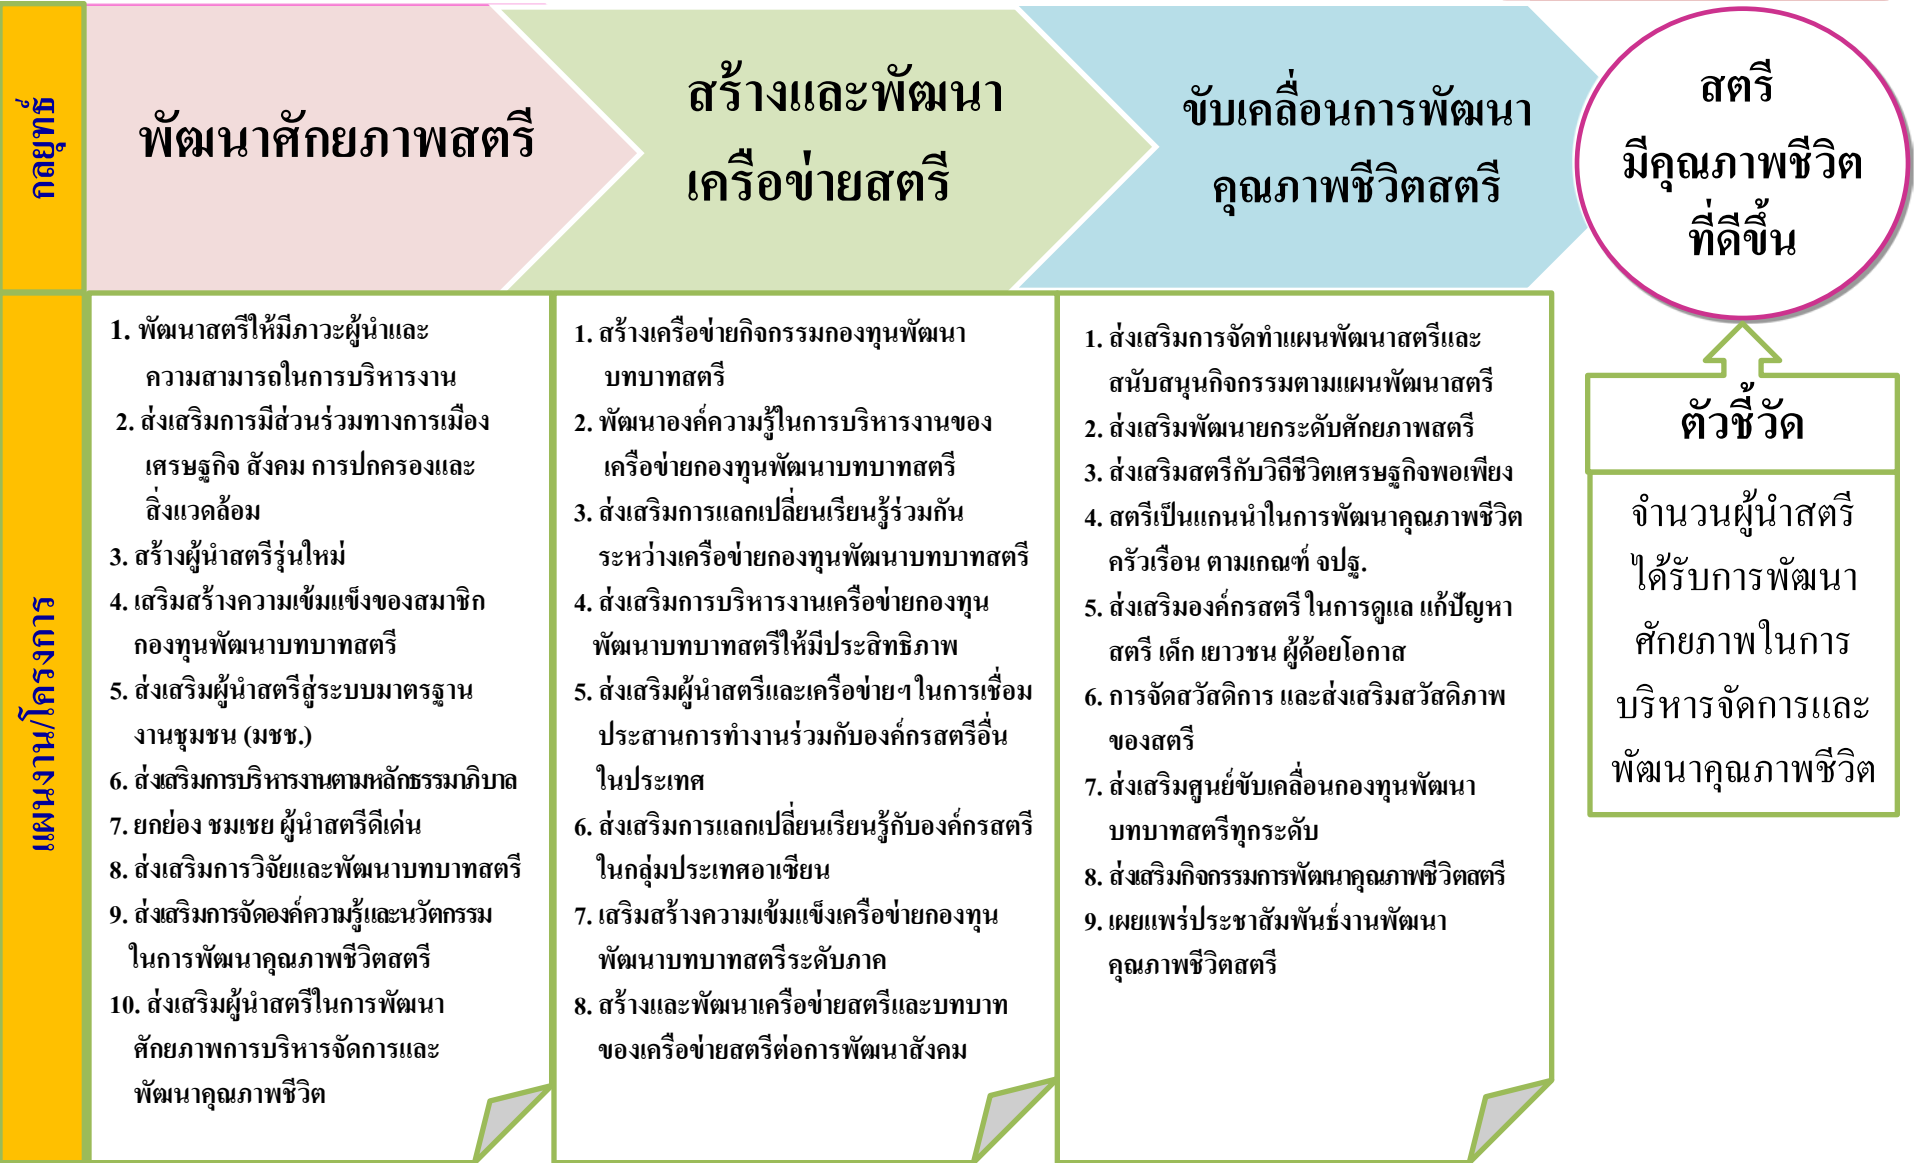 กลยุทธ์
พัฒนาศักยภาพสตรี
สร้างและพัฒนา
เครือข่ายสตรี
ขับเคลื่อนการพัฒนา
คุณภาพชีวิตสตรี
สตรี
มีคุณภาพชีวิต
ที่ดีขึ้น
แผนงาน/โครงการ
1. พัฒนาสตรีให้มีภาวะผู้นำและ
ความสามารถในการบริหารงาน
2. ส่งเสริมการมีส่วนร่วมทางการเมือง
เศรษฐกิจ สังคม การปกครองและ
สิ่งแวดล้อม
3. สร้างผู้นำสตรีรุ่นใหม่
4. เสริมสร้างความเข้มแข็งของสมาชิก
กองทุนพัฒนาบทบาทสตรี
5. ส่งเสริมผู้นำสตรีสู่ระบบมาตรฐาน
งานชุมชน (มชช.)
6. ส่งเสริมการบริหารงานตามหลักธรรมาภิบาล
7. ยกย่อง ชมเชย ผู้นำสตรีดีเด่น
8. ส่งเสริมการวิจัยและพัฒนาบทบาทสตรี
9. ส่งเสริมการจัดองค์ความรู้และนวัตกรรม
ในการพัฒนาคุณภาพชีวิตสตรี
10. ส่งเสริมผู้นำสตรีในการพัฒนา
ศักยภาพการบริหารจัดการและ
พัฒนาคุณภาพชีวิต
1. สร้างเครือข่ายกิจกรรมกองทุนพัฒนา
บทบาทสตรี
2. พัฒนาองค์ความรู้ในการบริหารงานของ
เครือข่ายกองทุนพัฒนาบทบาทสตรี
3. ส่งเสริมการแลกเปลี่ยนเรียนรู้ร่วมกัน
ระหว่างเครือข่ายกองทุนพัฒนาบทบาทสตรี
4. ส่งเสริมการบริหารงานเครือข่ายกองทุน
พัฒนาบทบาทสตรีให้มีประสิทธิภาพ
5. ส่งเสริมผู้นำสตรีและเครือข่ายฯ ในการเชื่อม
ประสานการทำงานร่วมกับองค์กรสตรีอื่น
ในประเทศ
6. ส่งเสริมการแลกเปลี่ยนเรียนรู้กับองค์กรสตรี
ในกลุ่มประเทศอาเซียน
7. เสริมสร้างความเข้มแข็งเครือข่ายกองทุน
พัฒนาบทบาทสตรีระดับภาค
8. สร้างและพัฒนาเครือข่ายสตรีและบทบาท
ของเครือข่ายสตรีต่อการพัฒนาสังคม
1. ส่งเสริมการจัดทำแผนพัฒนาสตรีและ
สนับสนุนกิจกรรมตามแผนพัฒนาสตรี
2. ส่งเสริมพัฒนายกระดับศักยภาพสตรี
3. ส่งเสริมสตรีกับวิถีชีวิตเศรษฐกิจพอเพียง
4. สตรีเป็นแกนนำในการพัฒนาคุณภาพชีวิต
ครัวเรือน ตามเกณฑ์ จปฐ.
5. ส่งเสริมองค์กรสตรี ในการดูแล แก้ปัญหา
สตรี เด็ก เยาวชน ผู้ด้อยโอกาส
6. การจัดสวัสดิการ และส่งเสริมสวัสดิภาพ
ของสตรี
7. ส่งเสริมศูนย์ขับเคลื่อนกองทุนพัฒนา
บทบาทสตรีทุกระดับ
8. ส่งเสริมกิจกรรมการพัฒนาคุณภาพชีวิตสตรี
9. เผยแพร่ประชาสัมพันธ์งานพัฒนา
คุณภาพชีวิตสตรี
ตัวชี้วัด
จำนวนผู้นำสตรี
ได้รับการพัฒนา
ศักยภาพในการ
บริหารจัดการและ
พัฒนาคุณภาพชีวิต